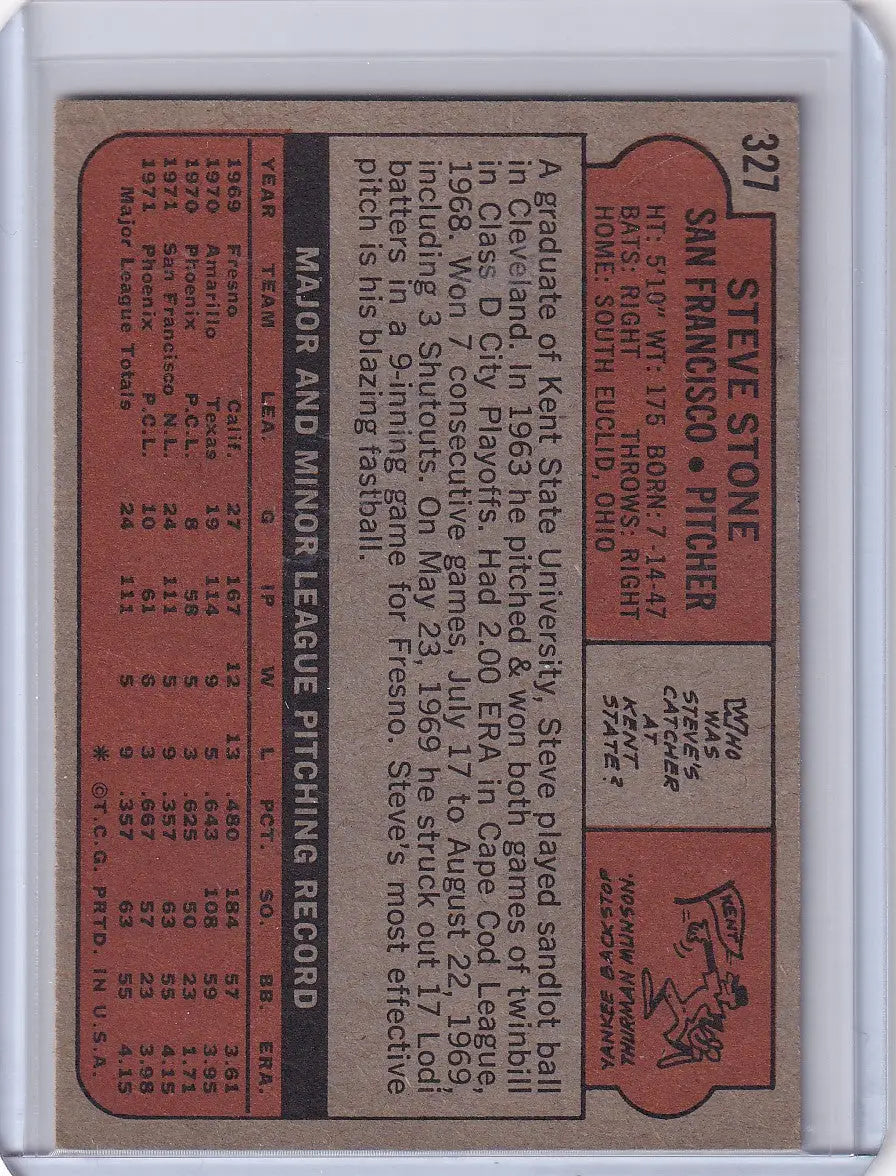 327
STEVE STONE
SAN FRANCISCO • PITCHER
HT: 5'10" WT: 175 BORN: 7-14-47
BATS: RIGHT THROWS: RIGHT
HOME: SOUTH EUCLID, OHIO
WHO
WAS
STEVE'S
CATCHER
AT
KENT
STATE?
KENT
YANKEE BACKSTOP
THURMAN MUNSON.
A graduate of Kent State University, Steve played sandlot ball
in Cleveland. In 1963 he pitched & won both games of twinbill
in Class D City Playoffs. Had 2.00 ERA in Cape Cod League,
1968. Won 7 consecutive games, July 17 to August 22, 1969,
including 3 Shutouts. On May 23, 1969 he struck out 17 Lodi
batters in a 9-inning game for Fresno. Steve's most effective
pitch is his blazing fastball.
MAJOR AND MINOR LEAGUE PITCHING RECORD
YEAR TEAM LEA. G IP W L PCT. SO. BB. ERA.
1969 Fresno Calif. 27 167 12 13 .480 184 57 3.61
1970 Amarillo Texas 19 114 9 5 .643 108 59 3.95
1970 Phoenix P.C.L. 8 58 5 3 .625 50 23 1.71
1971 San Francisco N.L. 24 111 5 9 .357 63 55 4.15
1971 Phoenix P.C.L. 10 61 6 3 .667 57 23 3.98
Major League Totals 24 111 5 9 .357 63 55 4.15
* ©T.C.G. PRTD. IN U.S.A.